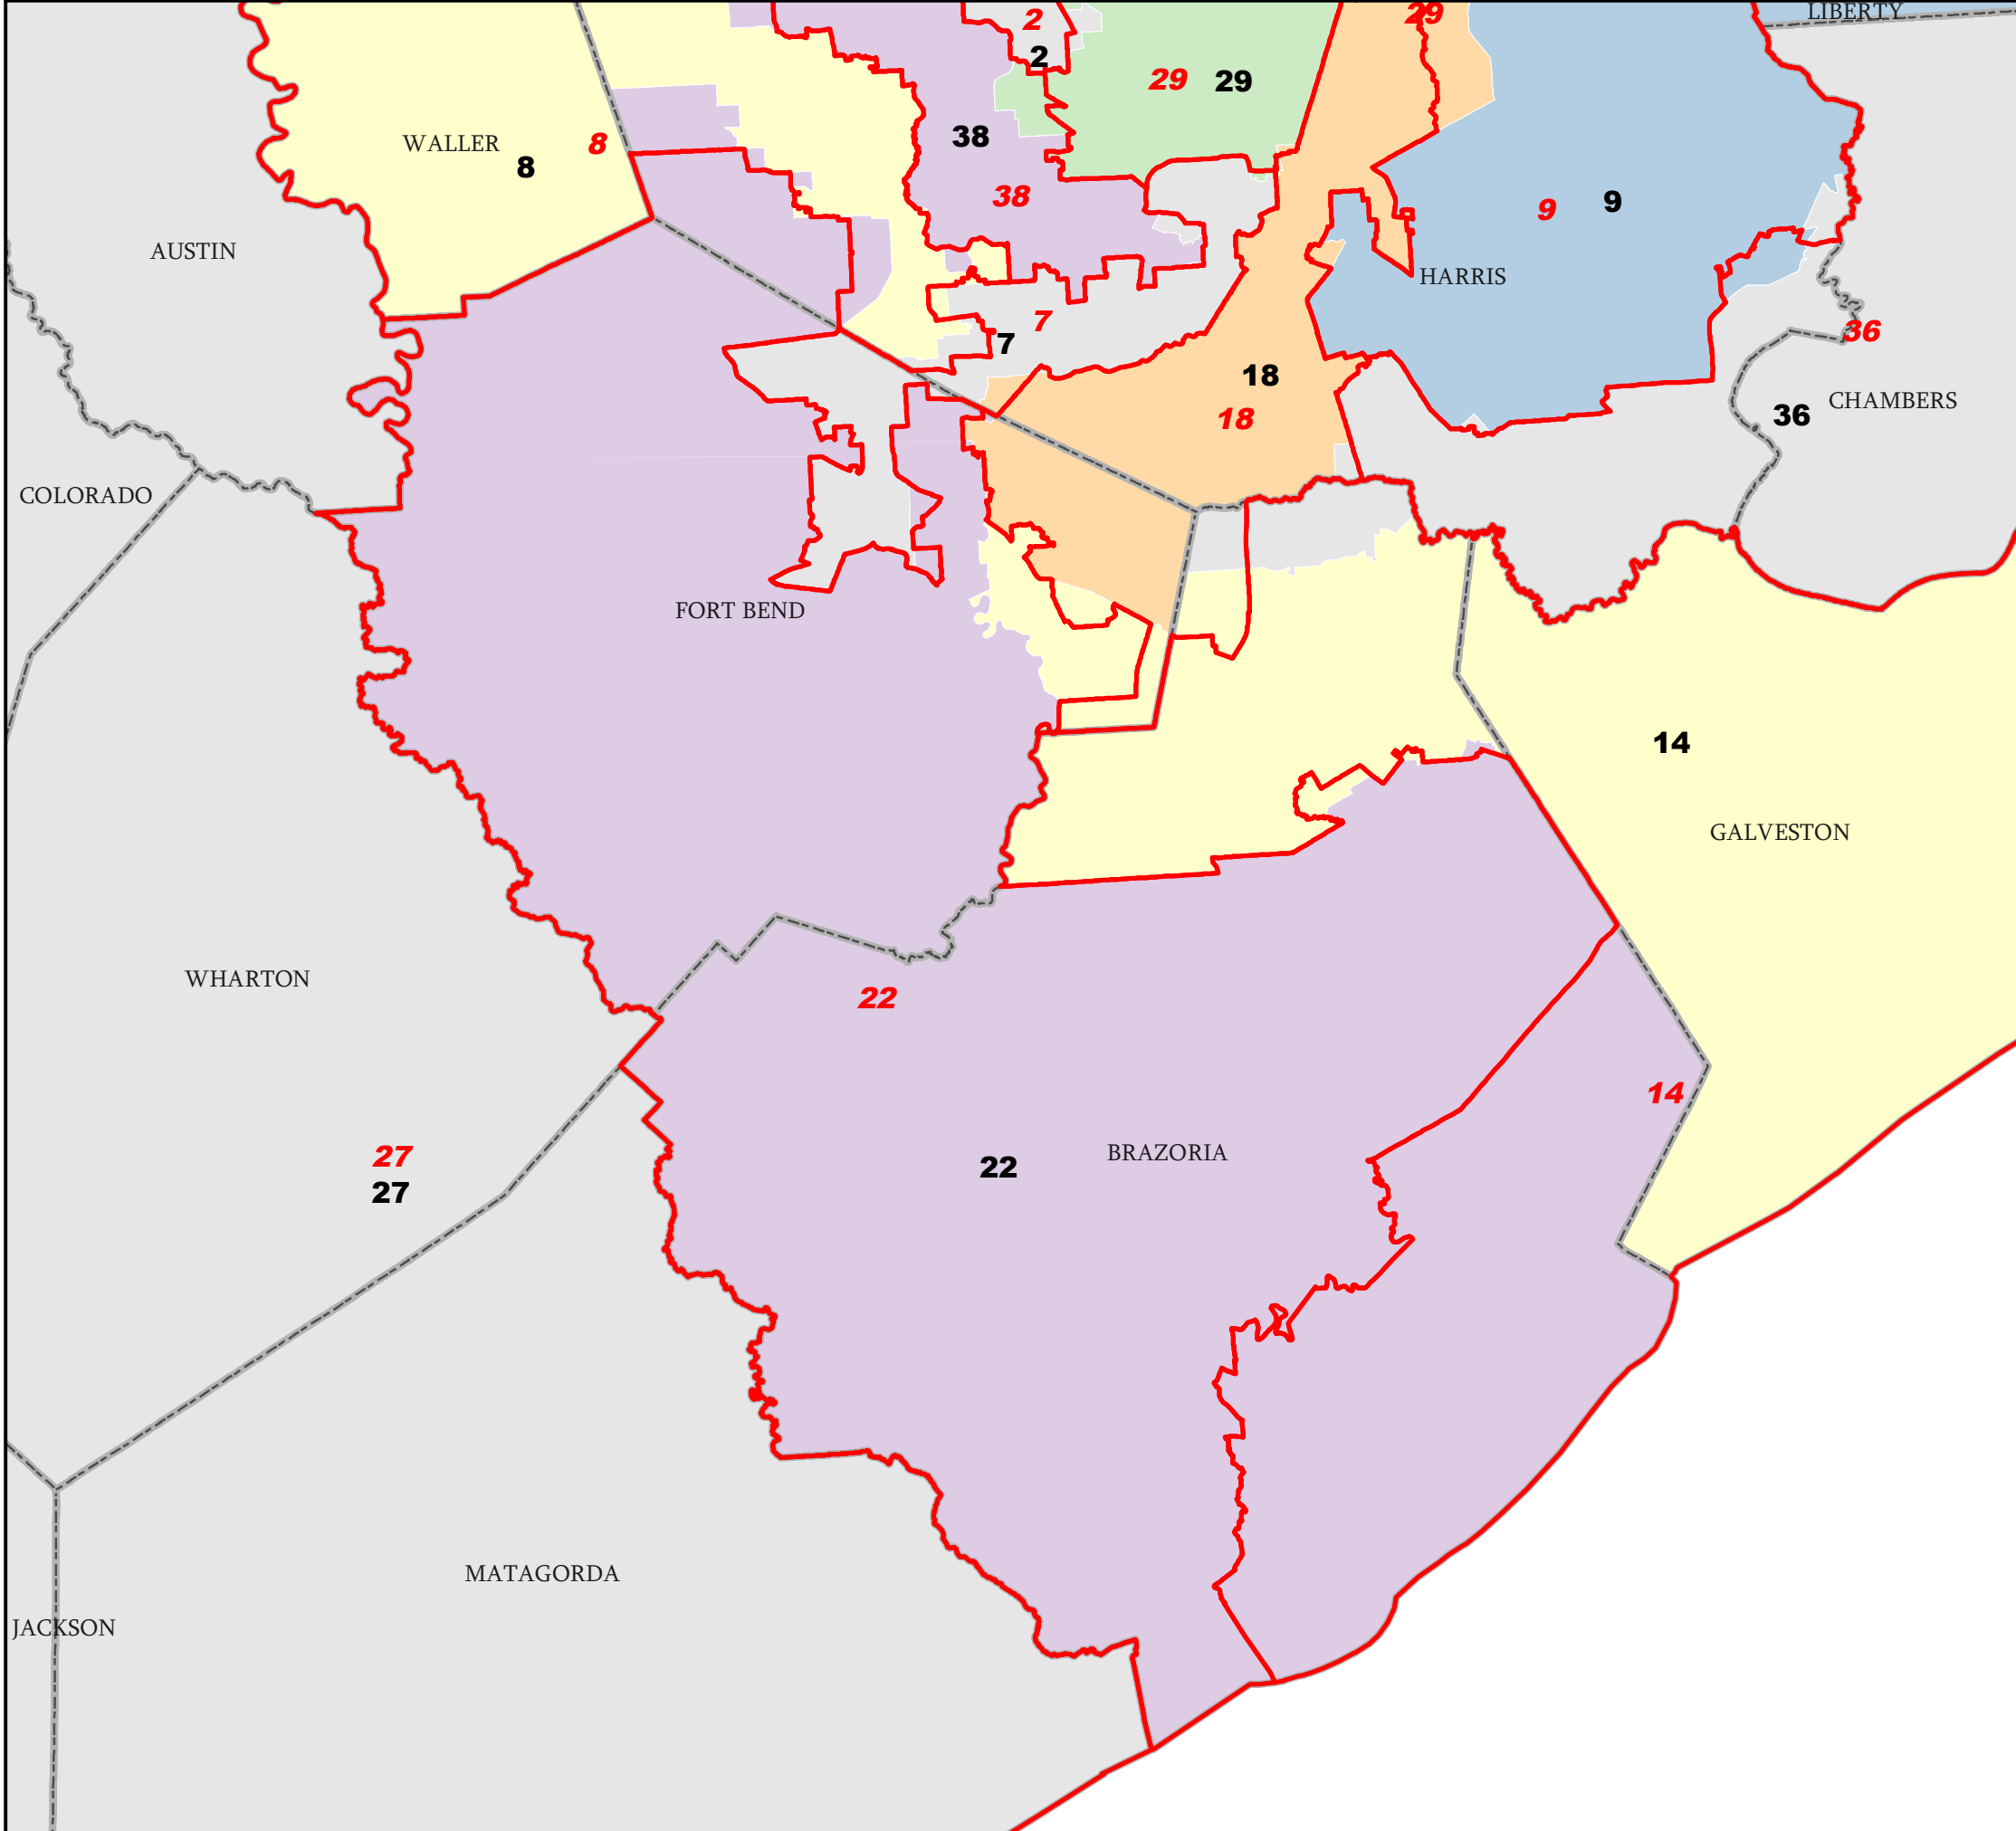 LIBERTY
29
2
2
29
29
38
WALLER
8
8
38
9
9
AUSTIN
HARRIS
7
7
36
18
CHAMBERS
36
18
COLORADO
FORT BEND
14
GALVESTON
WHARTON
22
14
27
27
22
BRAZORIA
MATAGORDA
JACKSON